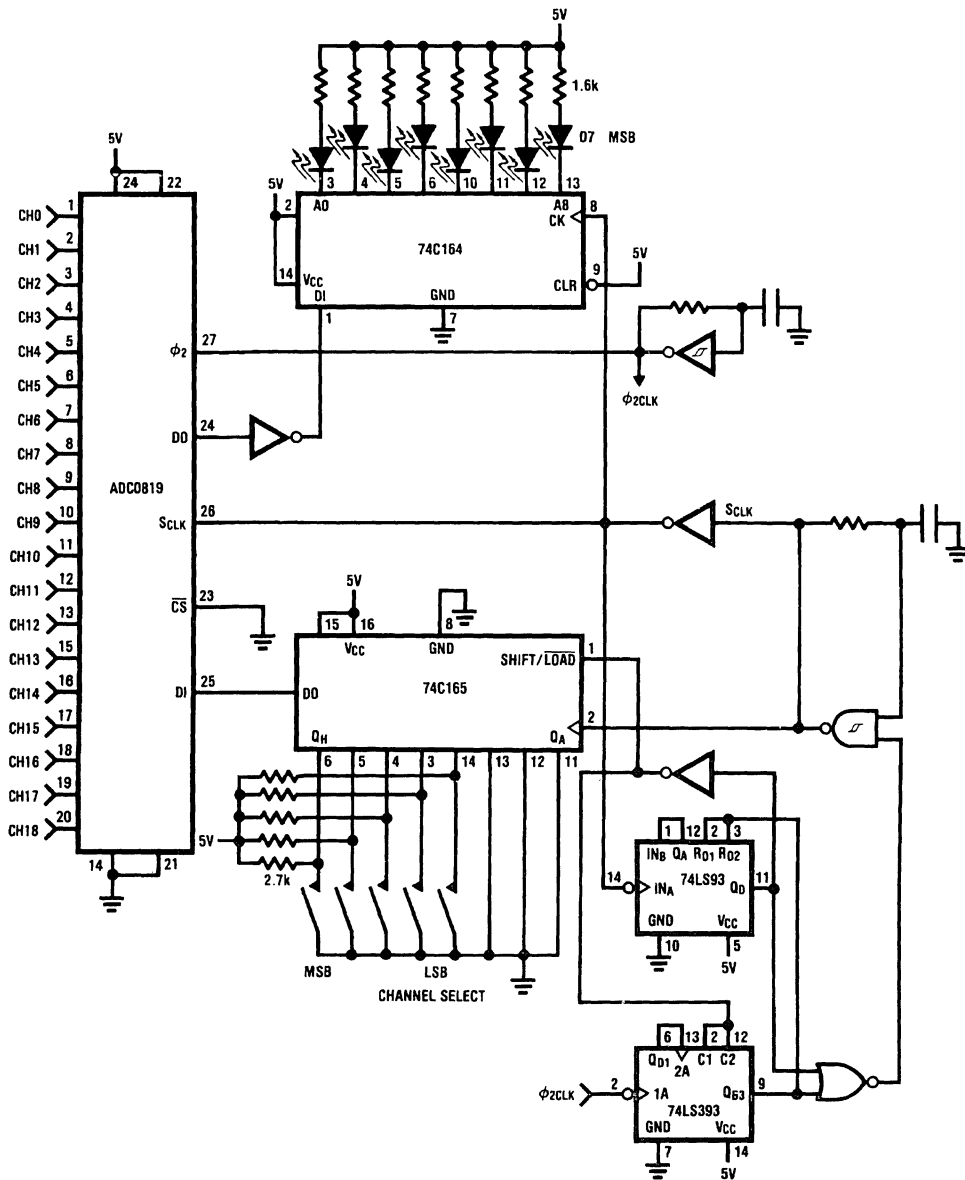 5V
1.6k
D7 MSB
5V
24 22
5V
3 4 5 6 10 11 12 13
A0 A8
2 CK 8
74C164
9 5V
14 VCC CLR
DI GND
1 7
CH0 1
CH1 2
CH2 3
CH3 4
CH4 5
CH5 6
CH6 7
CH7 8
CH8 9
CH9 10
CH10 11
CH11 12
CH12 13
CH13 15
CH14 16
CH15 17
CH16 18
CH17 19
CH18 20
ADC0819
ϕ2 27
ϕ2CLK
DO 24
SCLK 26
SCLK
CS 23
DI 25
14 21
5V
15 16 8
VCC GND
SHIFT/LOAD 1
74C165
DO
2
QH QA
6 5 4 3 14 13 12 11
5V
2.7k
MSB LSB
CHANNEL SELECT
1 12 2 3
INB QA RD1 RD2
74LS93
14 INA QD 11
GND VCC
10 5
5V
6 13 2 12
QD1 2A C1 C2
ϕ2CLK 2 1A Q63 9
74LS393
GND VCC
7 14
5V